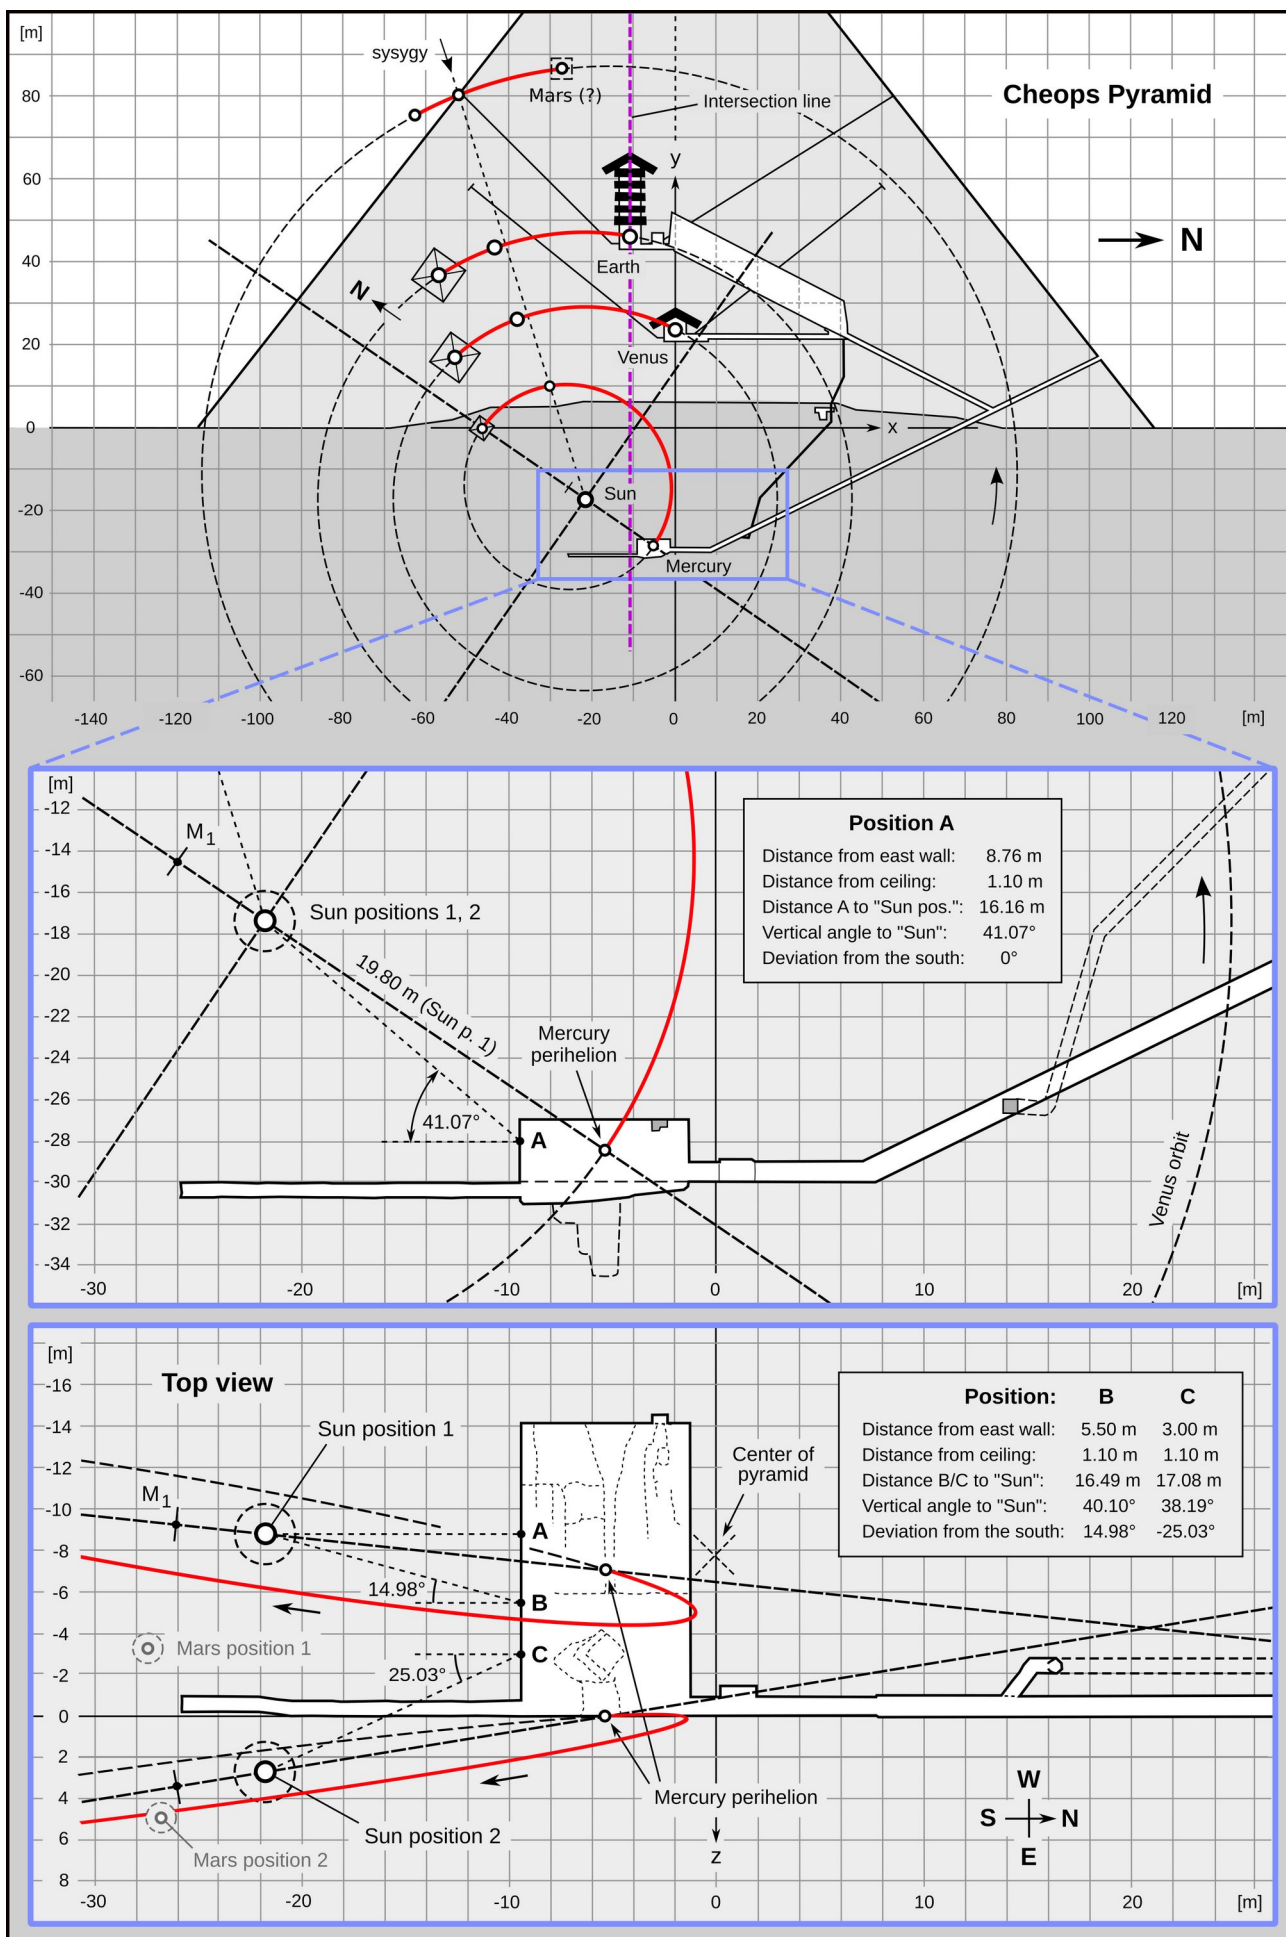 [m]
sysygy
80
Mars (?)
Intersection line
Cheops Pyramid
60
y
N
40
Earth
N
20
Venus
0
x
-20
Sun
Mercury
-40
-60
-140 -120 -100 -80 -60 -40 -20 0 20 40 60 80 100 120 [m]
[m]
-12
M1
-14
-16
Sun positions 1, 2
-18
-20
19.80 m (Sun p. 1)
-22
Mercury
perihelion
-24
-26
41.07°
-28
A
-30
-32
-34
Venus orbit
Position A
Distance from east wall: 8.76 m
Distance from ceiling: 1.10 m
Distance A to "Sun pos.": 16.16 m
Vertical angle to "Sun": 41.07°
Deviation from the south: 0°
-30 -20 -10 0 10 20 [m]
[m]
Top view
-16
Sun position 1
-14
-12
M1
-10
A
-8
14.98°
-6
B
-4
Mars position 1
C
-2
25.03°
0
2
4
6
8
Center of
pyramid
Position: B C
Distance from east wall: 5.50 m 3.00 m
Distance from ceiling: 1.10 m 1.10 m
Distance B/C to "Sun": 16.49 m 17.08 m
Vertical angle to "Sun": 40.10° 38.19°
Deviation from the south: 14.98° -25.03°
Mercury perihelion
Sun position 2
Mars position 2
z
W
S N
E
-30 -20 -10 0 10 20 [m]